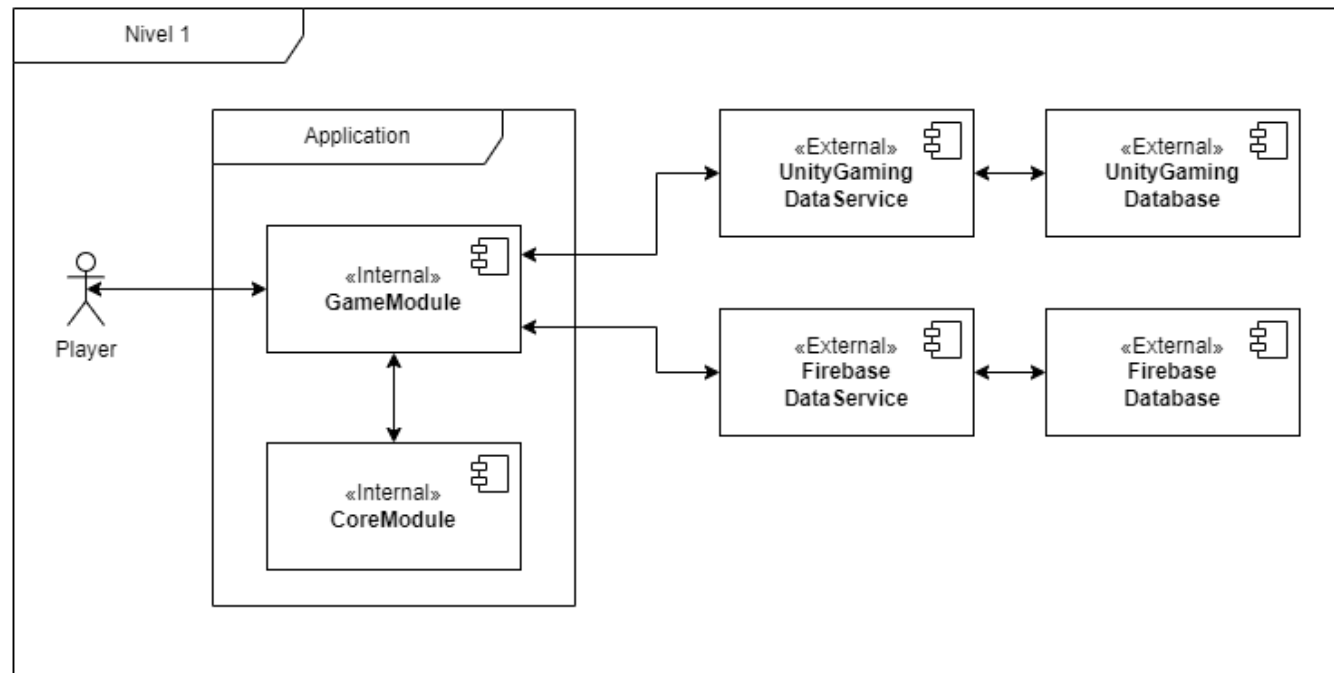 Nivel 1
Application
«External»
UnityGaming
DataService
«External»
UnityGaming
Database
«Internal»
GameModule
Player
«External»
Firebase
DataService
«External»
Firebase
Database
«Internal»
CoreModule